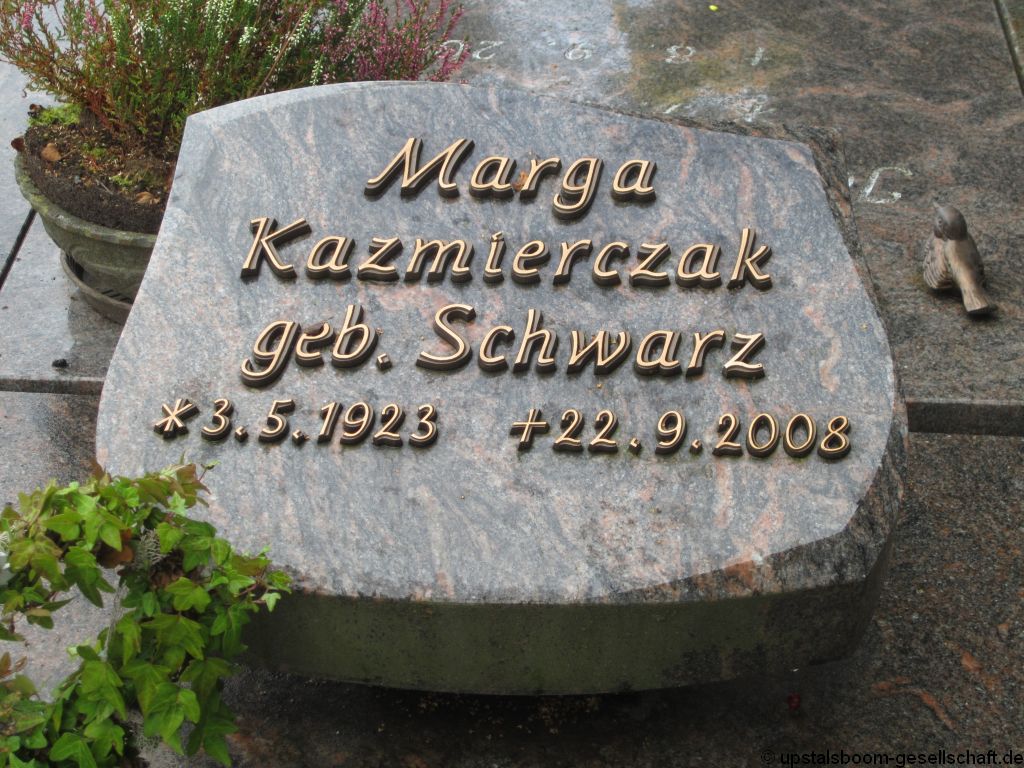 Marga
Kazmierczak
geb. Schwarz
* 3.5.1923 + 22.9.2008
© upstalsboom-gesellschaft.de